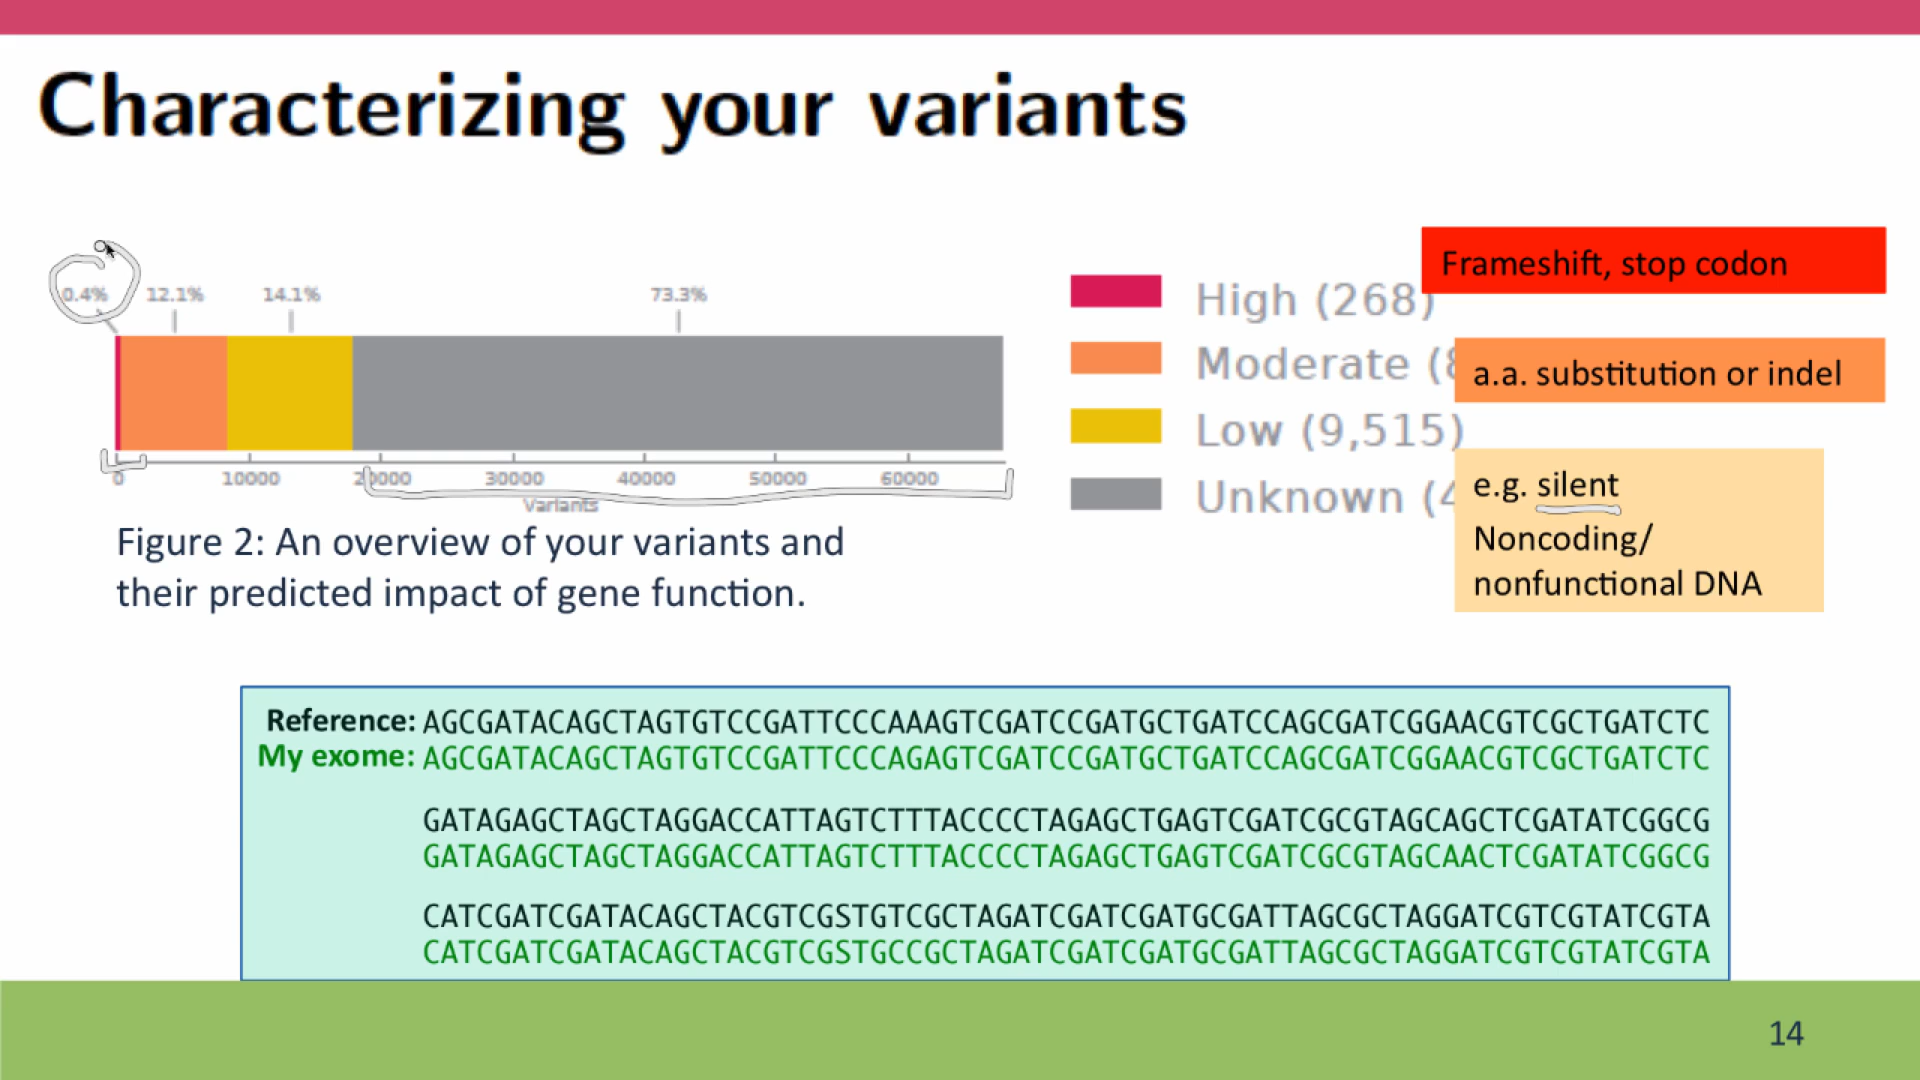 Characterizing your variants
0.4% 12.1% 14.1% 73.3%
0 10000 20000 30000 40000 50000 60000
Variants
High (268)
Moderate (8
Low (9,515)
Unknown (4
Frameshift, stop codon
a.a. substitution or indel
e.g. silent
Noncoding/
nonfunctional DNA
Figure 2: An overview of your variants and
their predicted impact of gene function.
Reference: AGCGATACAGCTAGTGTCCGATTCCCAAAGTCGATCCGATGCTGATCCAGCGATCGGAACGTCGCTGATCTC
My exome: AGCGATACAGCTAGTGTCCGATTCCCAGAGTCGATCCGATGCTGATCCAGCGATCGGAACGTCGCTGATCTC
GATAGAGCTAGCTAGGACCATTAGTCTTTACCCCTAGAGCTGAGTCGATCGCGTAGCAGCTCGATATCGGCG
GATAGAGCTAGCTAGGACCATTAGTCTTTACCCCTAGAGCTGAGTCGATCGCGTAGCAACTCGATATCGGCG
CATCGATCGATACAGCTACGTCGSTGTCGCTAGATCGATCGATGCGATTAGCGCTAGGATCGTCGTATCGTA
CATCGATCGATACAGCTACGTCGSTGCCGCTAGATCGATCGATGCGATTAGCGCTAGGATCGTCGTATCGTA
14